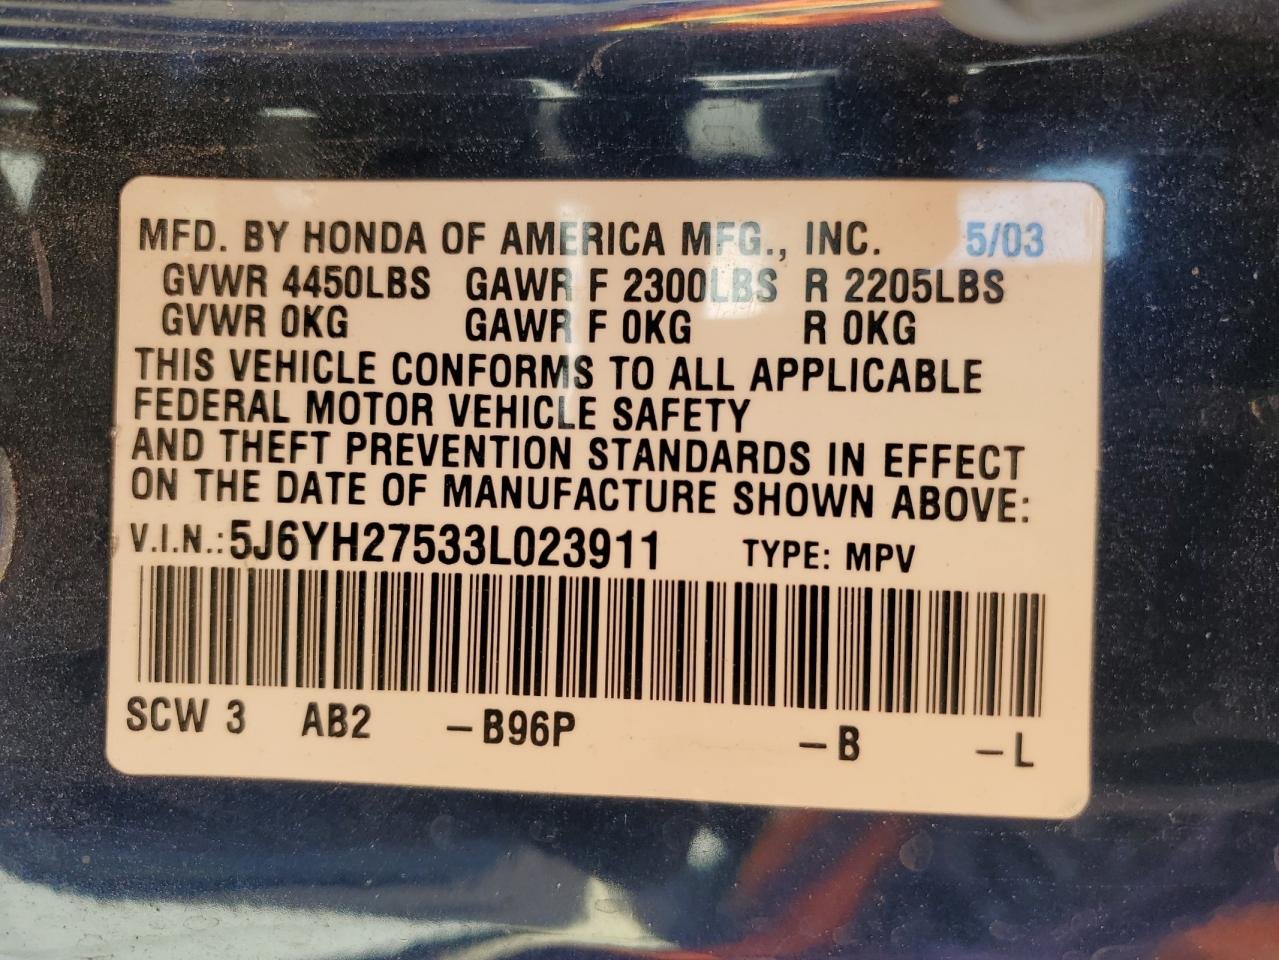 MFD. BY HONDA OF AMERICA MFG., INC. 5/03
GVWR 4450LBS GAWR F 2300LBS R 2205LBS
GVWR 0KG GAWR F 0KG R 0KG
THIS VEHICLE CONFORMS TO ALL APPLICABLE
FEDERAL MOTOR VEHICLE SAFETY
AND THEFT PREVENTION STANDARDS IN EFFECT
ON THE DATE OF MANUFACTURE SHOWN ABOVE:
V.I.N.: 5J6YH27533L023911 TYPE: MPV
SCW 3 AB2 –B96P –B –L